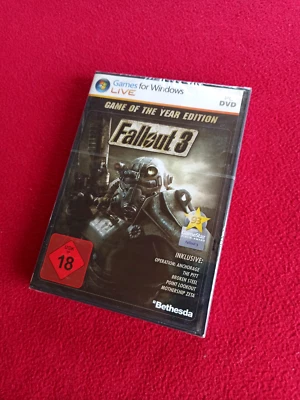 Games for Windows
LIVE
PC
DVD
GAME OF THE YEAR EDITION
Fallout 3
INKLUSIVE:
OPERATION: ANCHORAGE
THE PITT
BROKEN STEEL
POINT LOOKOUT
MOTHERSHIP ZETA
18
Bethesda